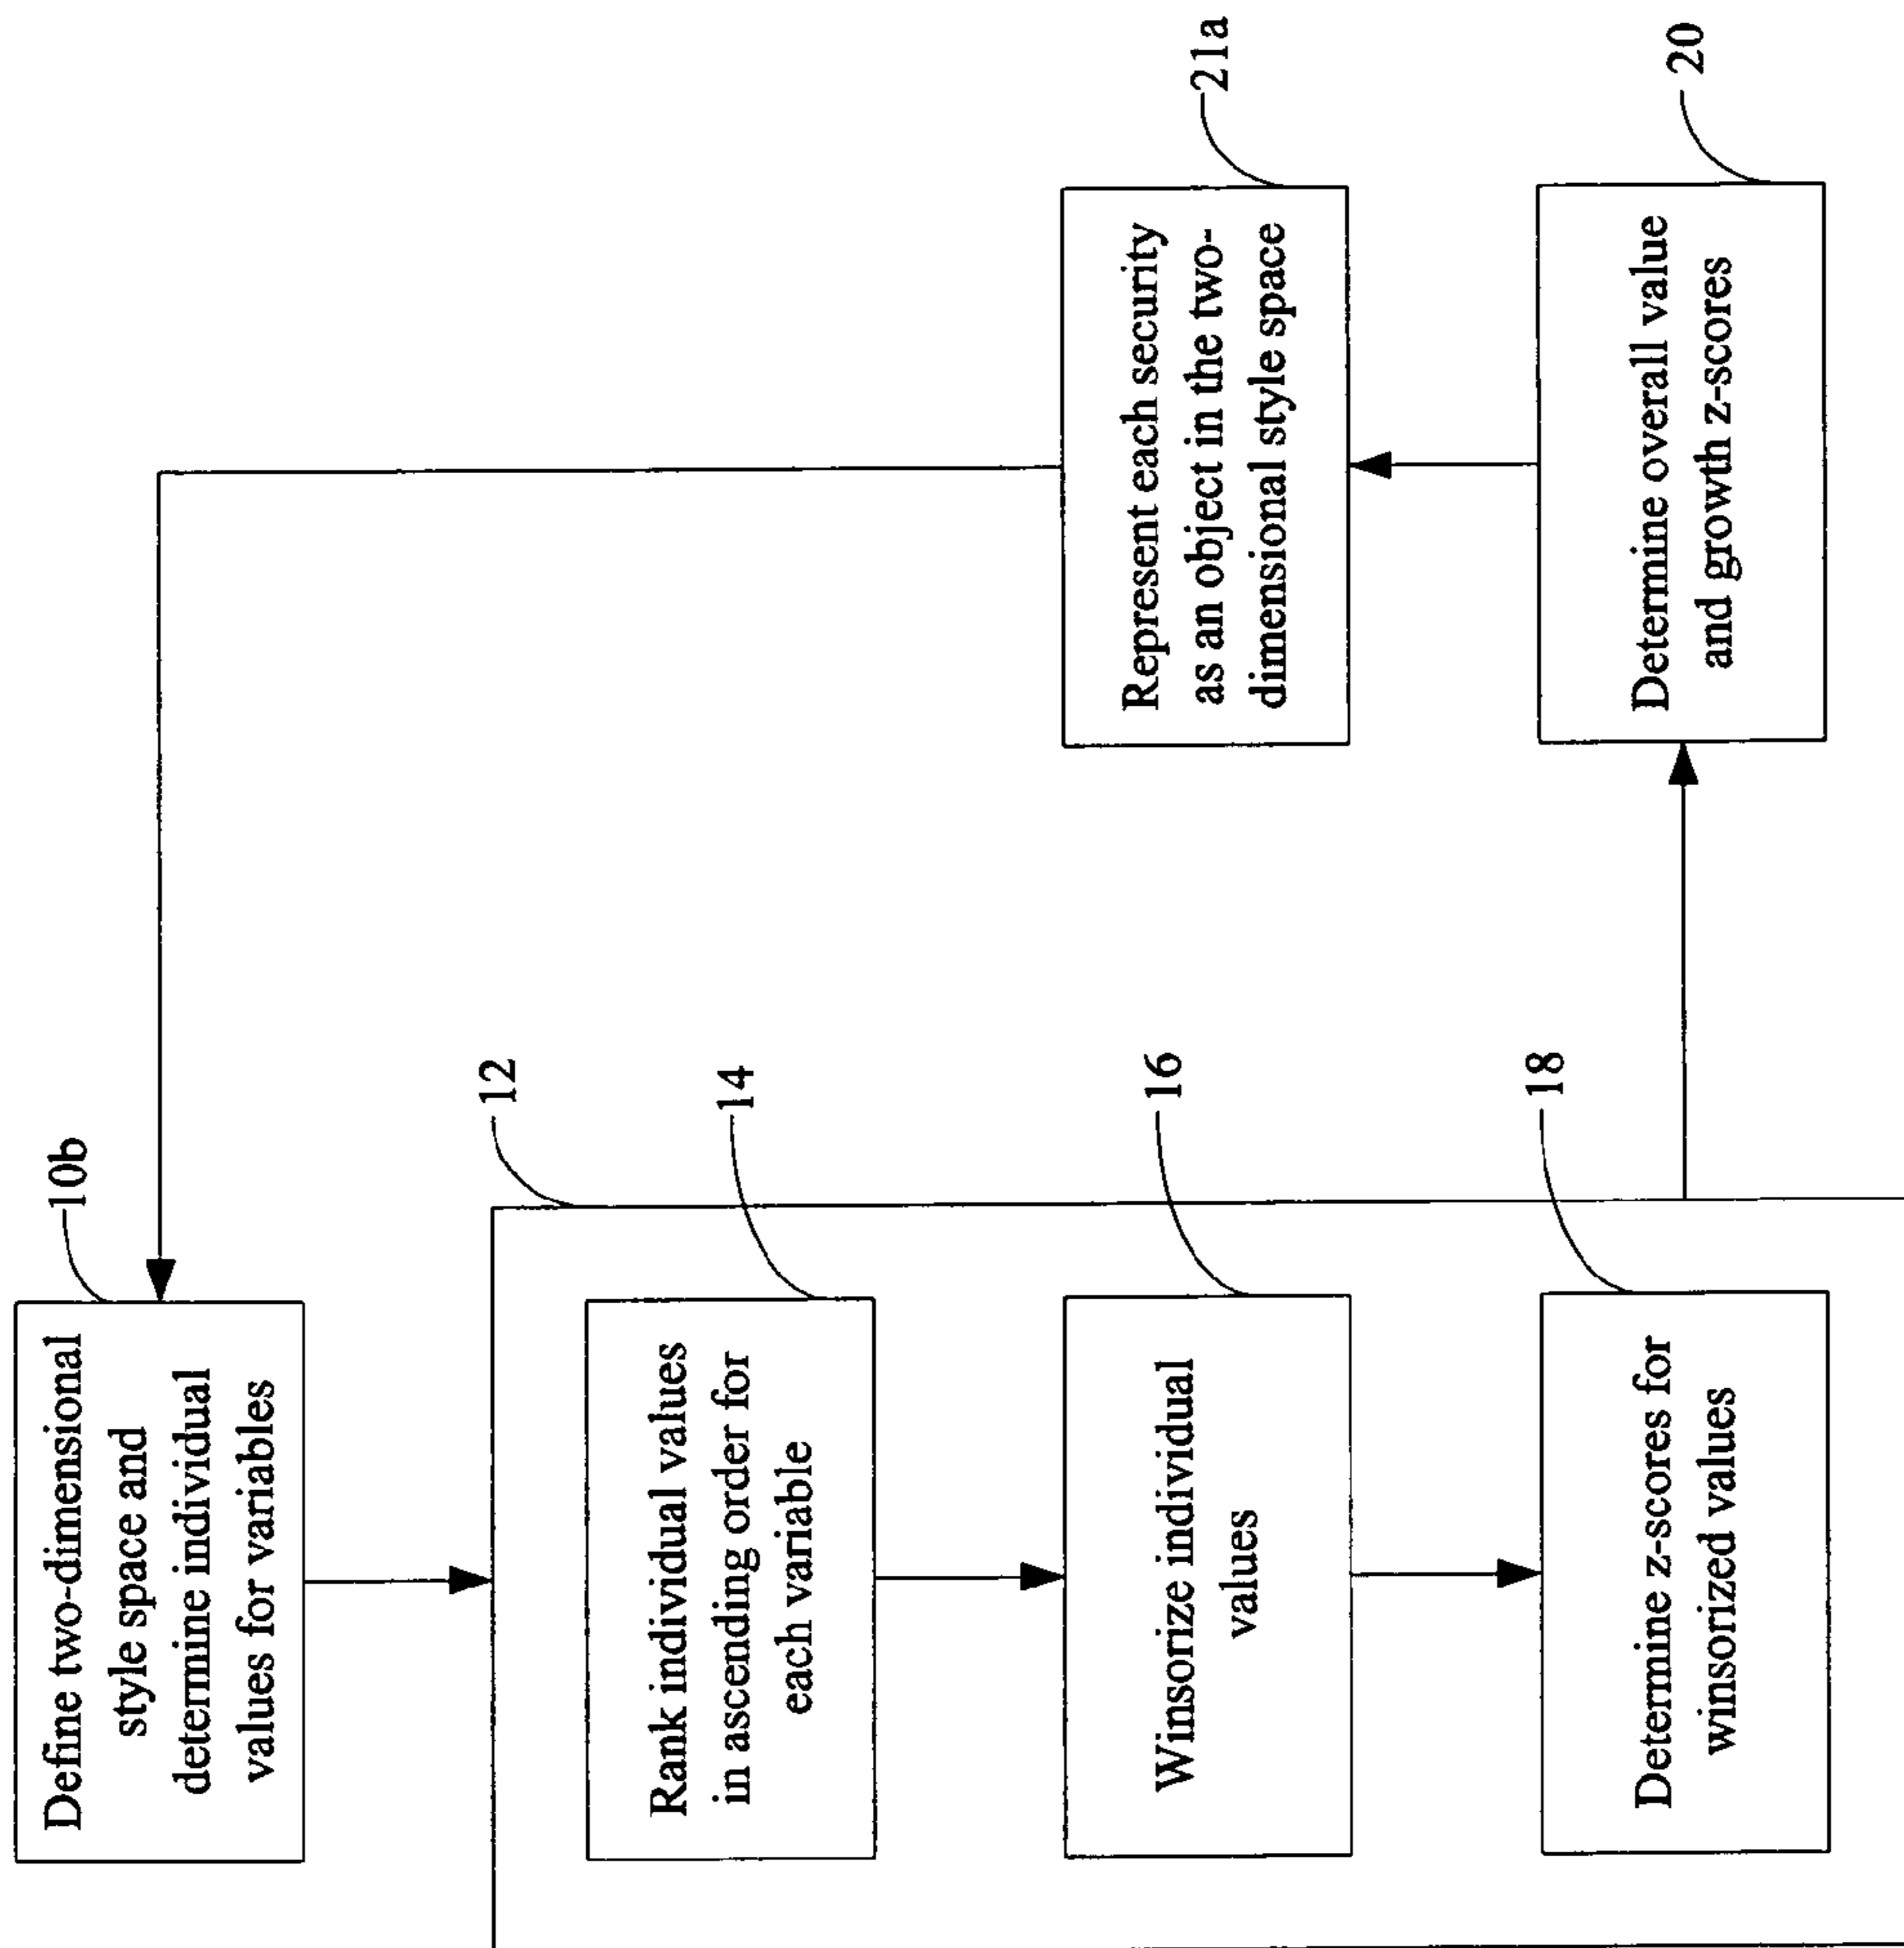 Define two-dimensional
style space and
determine individual
values for variables
10b
12
Rank individual values
in ascending order for
each variable
14
Winsorize individual
values
16
Determine z-scores for
winsorized values
18
Determine overall value
and growth z-scores
20
Represent each security
as an object in the two-
dimensional style space
21a